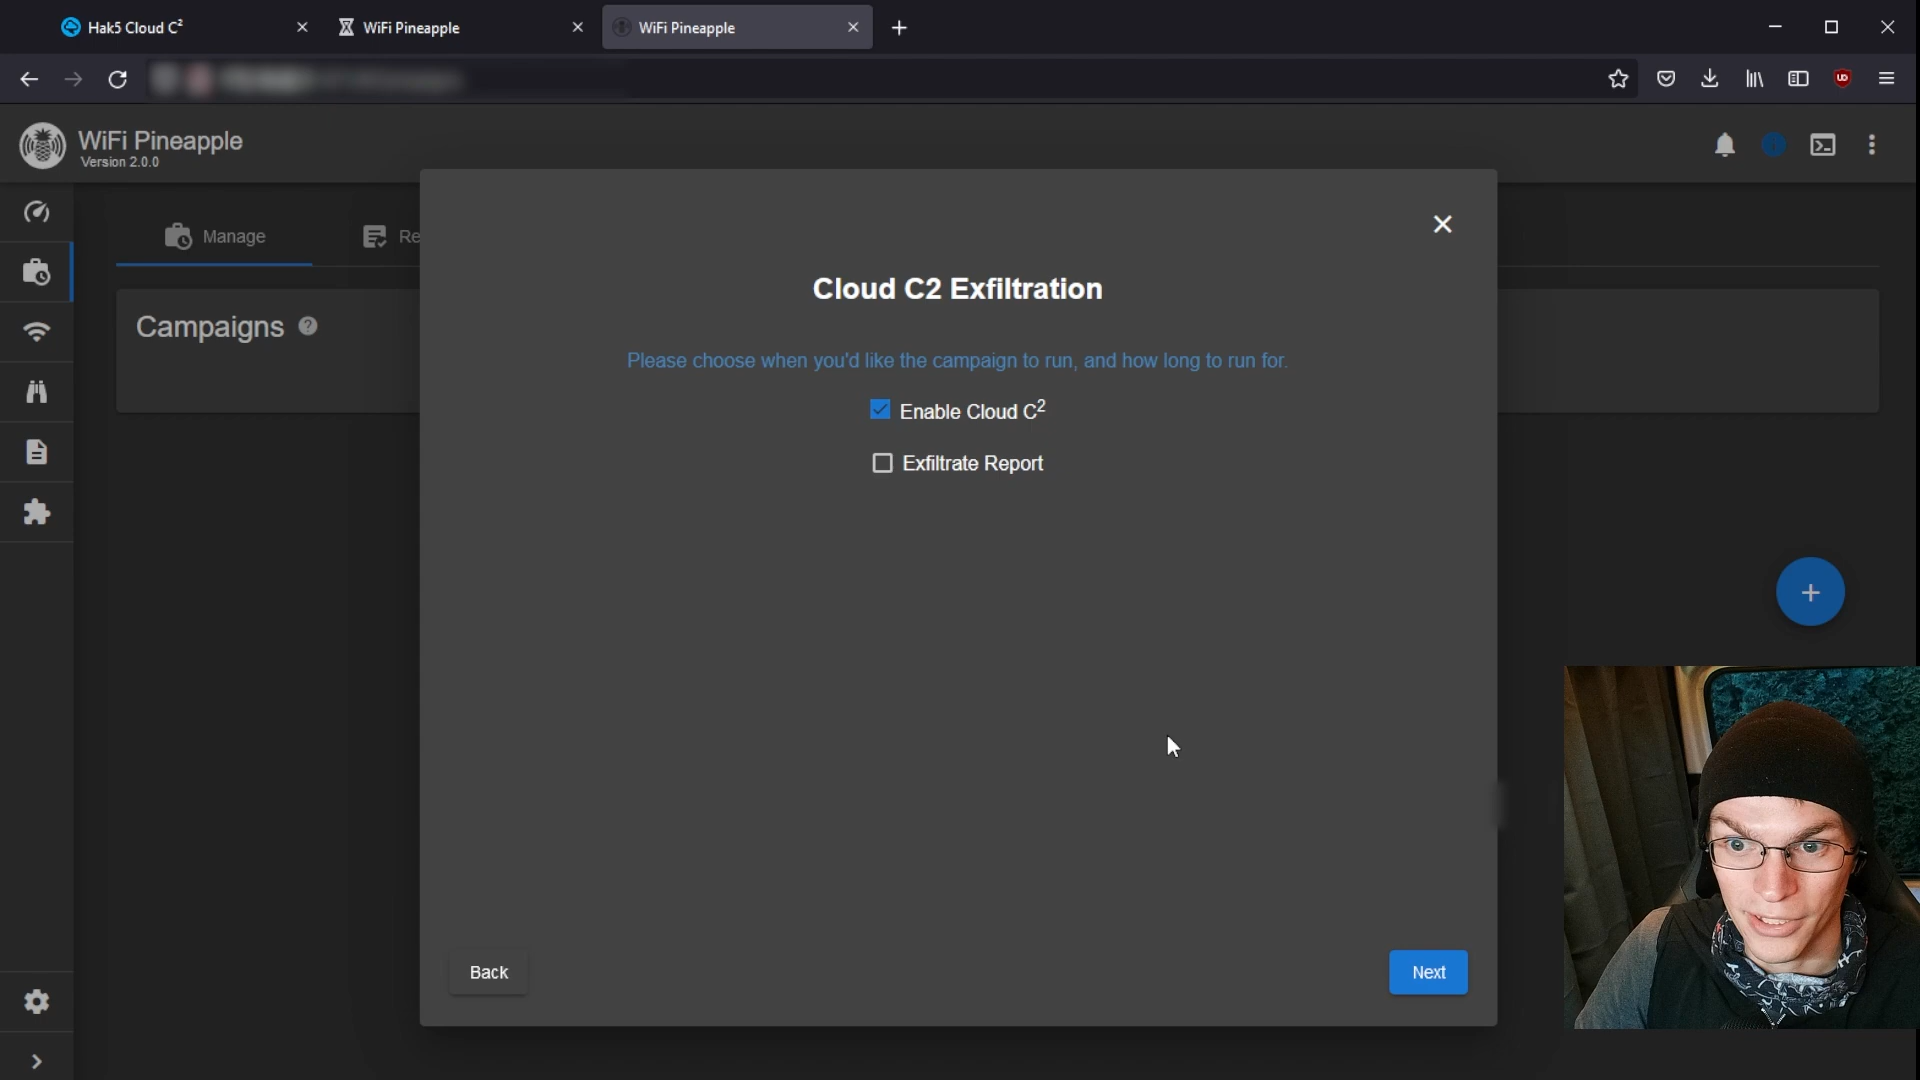 Hak5 Cloud C²
WiFi Pineapple
WiFi Pineapple
WiFi Pineapple
Version 2.0.0
Manage
Re
Campaigns
Cloud C2 Exfiltration
Please choose when you'd like the campaign to run, and how long to run for.
Enable Cloud C²
Exfiltrate Report
Back
Next